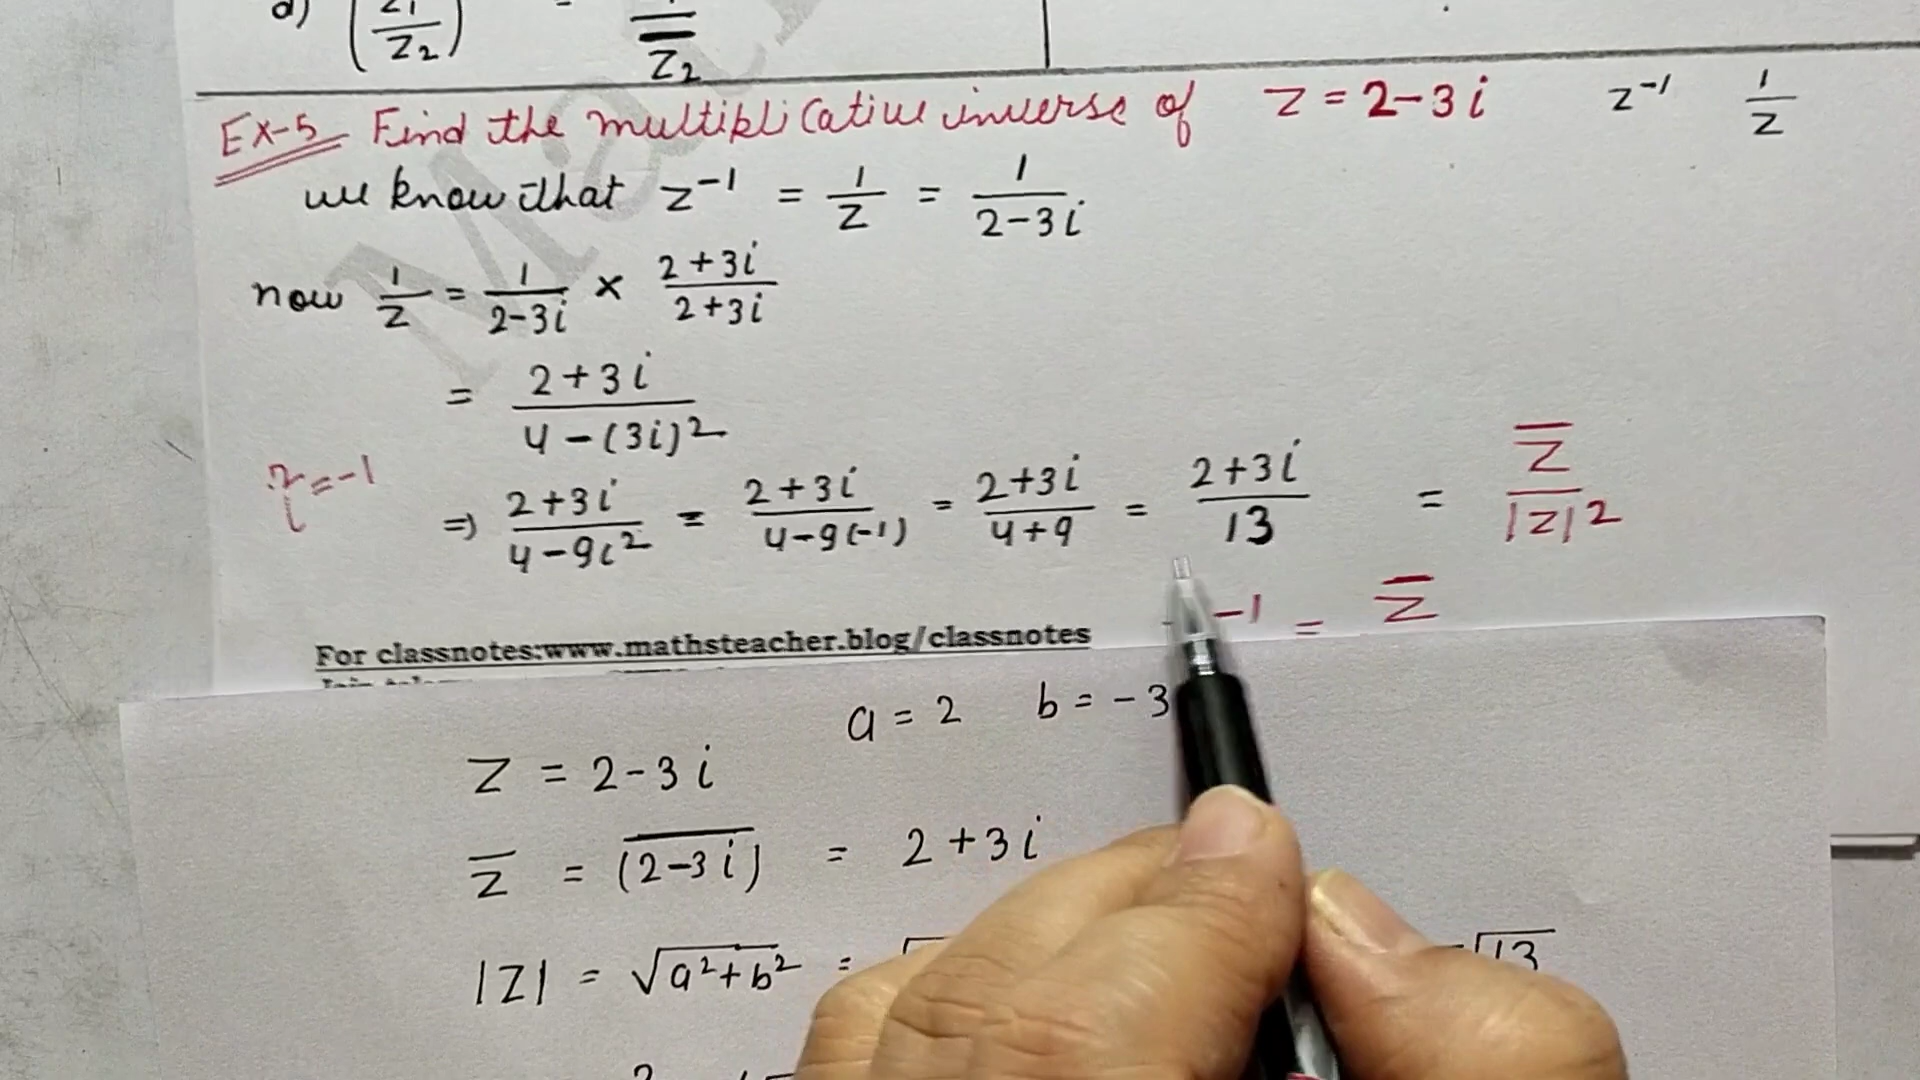 d) (z₁/z₂) = /z₂
Ex-5 Find the multiplicative inverse of z = 2-3i z⁻¹ 1/z
we know that z⁻¹ = 1/z = 1/(2-3i)
now 1/z = 1/(2-3i) × (2+3i)/(2+3i)
= (2+3i)/(4-(3i)²)
i²=-1 ⇒ (2+3i)/(4-9i²) = (2+3i)/(4-9(-1)) = (2+3i)/(4+9) = (2+3i)/13 = z̅/|z|²
-1 = z̅
For classnotes:www.mathsteacher.blog/classnotes
a = 2 b = -3
z = 2-3i
z̅ = \overline{(2-3i)} = 2+3i
|z| = √(a²+b²) = √13